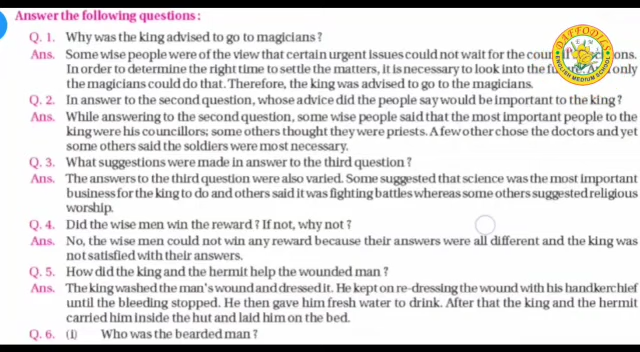 Answer the following questions :
Q. 1. Why was the king advised to go to magicians ?
Ans. Some wise people were of the view that certain urgent issues could not wait for the
In order to determine the right time to settle the matters, it is necessary to look into the only
the magicians could do that. Therefore, the king was advised to go to the magicians.
Q. 2. In answer to the second question, whose advice did the people say would be important to the king ?
Ans. While answering to the second question, some wise people said that the most important people to the
king were his councillors; some others thought they were priests. A few other chose the doctors and yet
some others said the soldiers were most necessary.
Q. 3. What suggestions were made in answer to the third question ?
Ans. The answers to the third question were also varied. Some suggested that science was the most important
business for the king to do and others said it was fighting battles whereas some others suggested religious
worship.
Q. 4. Did the wise men win the reward ? If not, why not ?
Ans. No, the wise men could not win any reward because their answers were all different and the king was
not satisfied with their answers.
Q. 5. How did the king and the hermit help the wounded man ?
Ans. The king washed the man's wound and dressed it. He kept on re-dressing the wound with his handkerchief
until the bleeding stopped. He then gave him fresh water to drink. After that the king and the hermit
carried him inside the hut and laid him on the bed.
Q. 6. (i) Who was the bearded man ?
DAFFODILS
ENGLISH MEDIUM SCHOOL